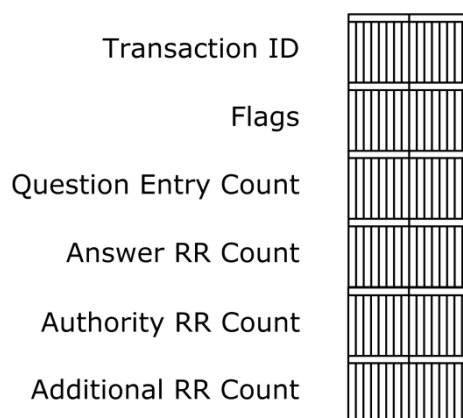 Transaction ID
Flags
Question Entry Count
Answer RR Count
Authority RR Count
Additional RR Count